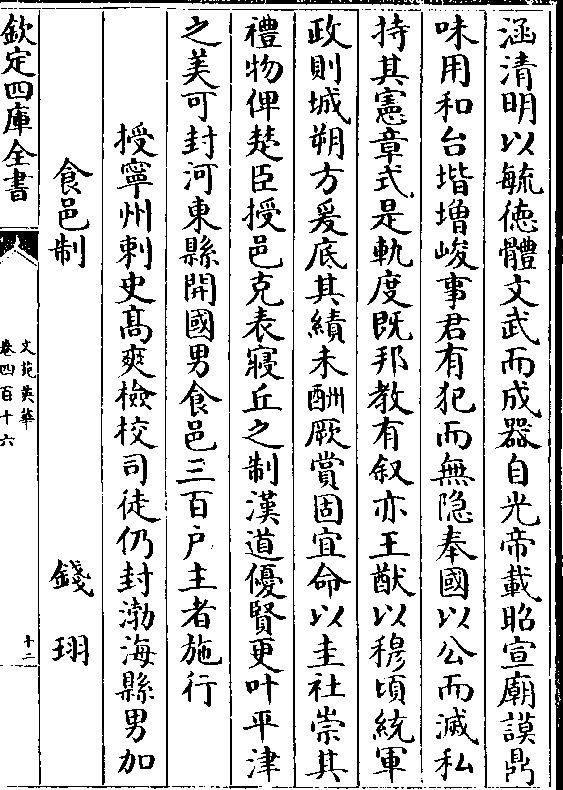 涵清明以毓德體文武而成器自光帝載昭宣廟謨鼎
味用和台堦増峻事君有犯而無隐奉國以公而滅私
持其憲章式是軌度既邦教有叙亦王猷以穆頃統軍
政則城朔方爰底其績未酬厥賞固宜命以圭社崇其
禮物俾楚臣授邑克表寢丘之制漢道優賢更叶平津
之美可封河東縣開國男食邑三百戶主者施行
授寧州刺史髙爽檢校司徒仍封渤海縣男加
食邑制 錢珝
欽定四庫全書
文苑英華
卷四百十六
十二